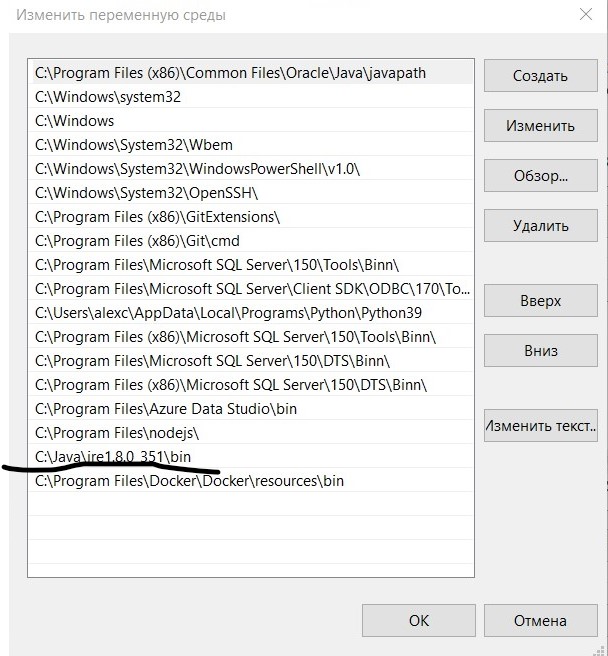 Изменить переменную среды
C:\Program Files (x86)\Common Files\Oracle\Java\javapath
C:\Windows\system32
C:\Windows
C:\Windows\System32\Wbem
C:\Windows\System32\WindowsPowerShell\v1.0\
C:\Windows\System32\OpenSSH\
C:\Program Files (x86)\GitExtensions\
C:\Program Files (x86)\Git\cmd
C:\Program Files\Microsoft SQL Server\150\Tools\Binn\
C:\Program Files\Microsoft SQL Server\Client SDK\ODBC\170\To...
C:\Users\alexc\AppData\Local\Programs\Python\Python39
C:\Program Files (x86)\Microsoft SQL Server\150\Tools\Binn\
C:\Program Files\Microsoft SQL Server\150\DTS\Binn\
C:\Program Files (x86)\Microsoft SQL Server\150\DTS\Binn\
C:\Program Files\Azure Data Studio\bin
C:\Program Files\nodejs\
C:\Java\jre1.8.0_351\bin
C:\Program Files\Docker\Docker\resources\bin
Создать
Изменить
Обзор...
Удалить
Вверх
Вниз
Изменить текст..
OK
Отмена